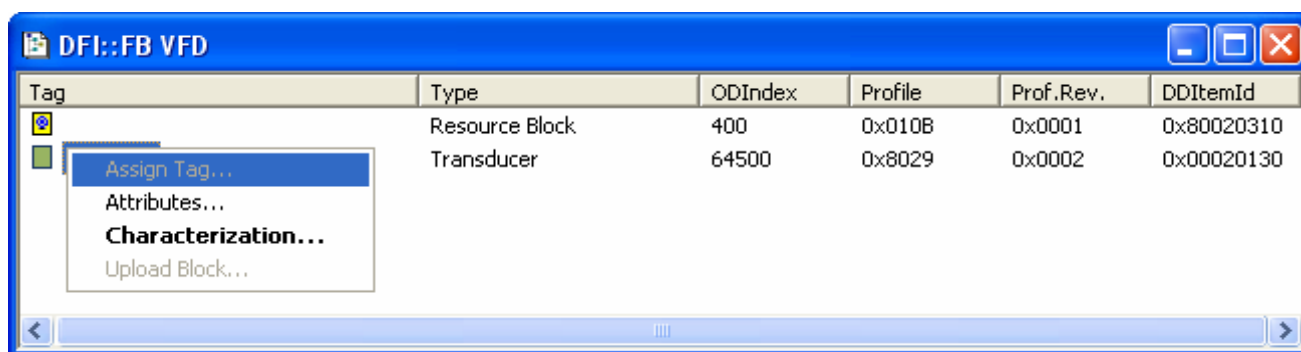 DFI::FB VFD
Tag Type ODIndex Profile Prof.Rev. DDItemId
Resource Block 400 0x010B 0x0001 0x80020310
Transducer 64500 0x8029 0x0002 0x00020130
Assign Tag...
Attributes...
Characterization...
Upload Block...